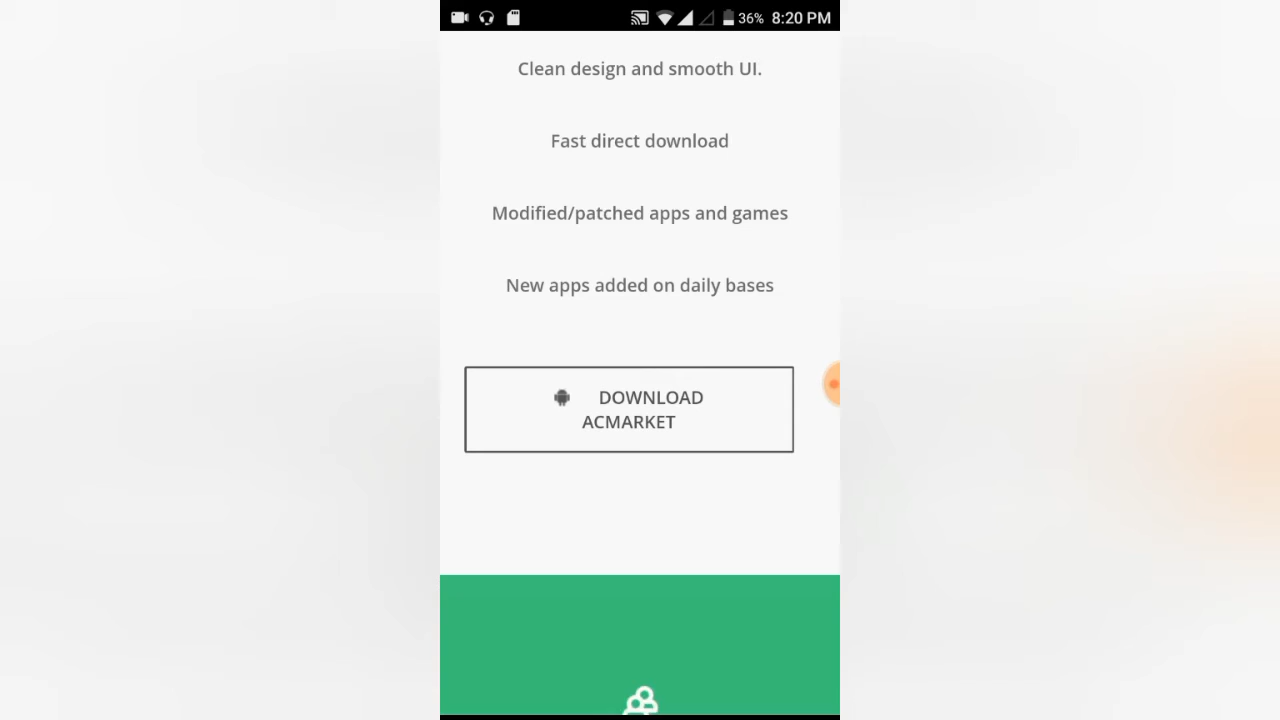 36% 8:20 PM
Clean design and smooth UI.
Fast direct download
Modified/patched apps and games
New apps added on daily bases
DOWNLOAD
ACMARKET